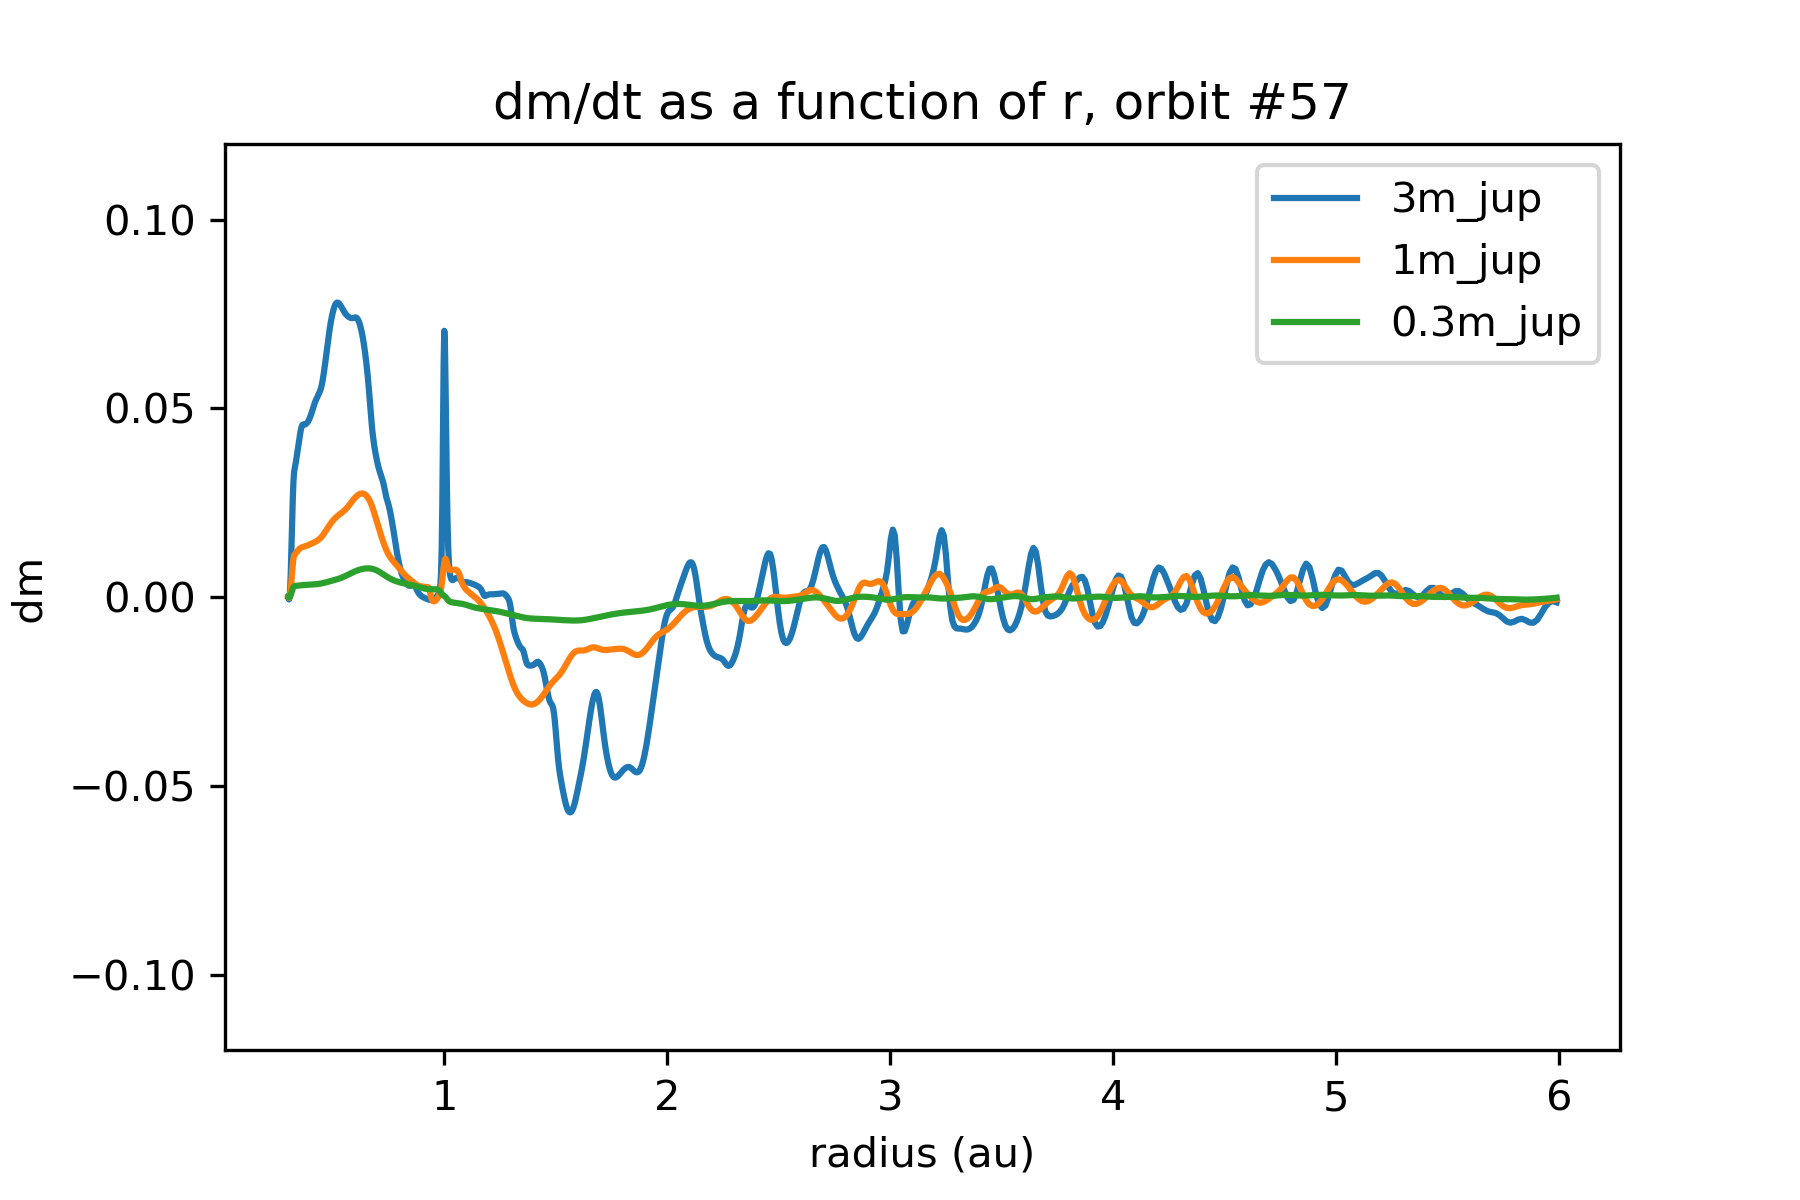 dm/dt as a function of r, orbit #57
3m_jup
1m_jup
0.3m_jup
0.10
0.05
0.00
−0.05
−0.10
dm
1 2 3 4 5 6
radius (au)